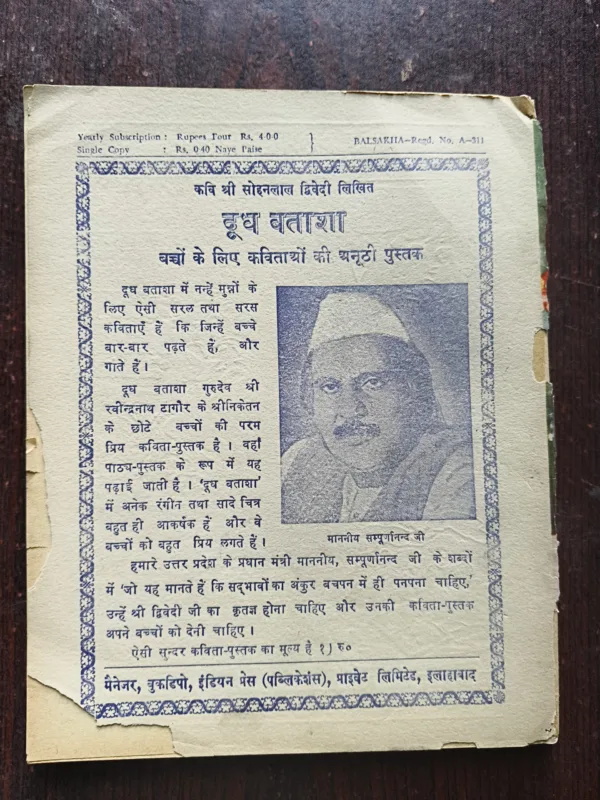 Yearly Subscription : Rupees Four Rs. 4-0-0
Single Copy : Rs. 0·40 Naye Paise
BALSAKHA—Regd. No. A—311
कवि श्री सोहनलाल द्विवेदी लिखित
दूध बताशा
बच्चों के लिए कविताओं की अनूठी पुस्तक
दूध बताशा में नन्हें मुन्नों के
लिए ऐसी सरल तथा सरस
कविताएँ हैं कि जिन्हें बच्चे
बार-बार पढ़ते हैं, और
गाते हैं।
दूध बताशा गुरुदेव श्री
रवीन्द्रनाथ टागौर के श्रीनिकेतन
के छोटे बच्चों की परम
प्रिय कविता-पुस्तक है। वहाँ
पाठ्य-पुस्तक के रूप में यह
पढ़ाई जाती है। 'दूध बताशा'
में अनेक रंगीन तथा सादे चित्र
बहुत ही आकर्षक हैं और वे
बच्चों को बहुत प्रिय लगते हैं।
माननीय सम्पूर्णानन्द जी
हमारे उत्तर प्रदेश के प्रधान मंत्री माननीय, सम्पूर्णानन्द जी के शब्दों
में 'जो यह मानते हैं कि सद्भावों का अंकुर बचपन में ही पनपना चाहिए,'
उन्हें श्री द्विवेदी जी का कृतज्ञ होना चाहिए और उनकी कविता-पुस्तक
अपने बच्चों को देनी चाहिए।
ऐसी सुन्दर कविता-पुस्तक का मूल्य है १) रु०
मैनेजर, बुकडिपो, इंडियन प्रेस (पब्लिकेशंस), प्राइवेट लिमिटेड, इलाहाबाद